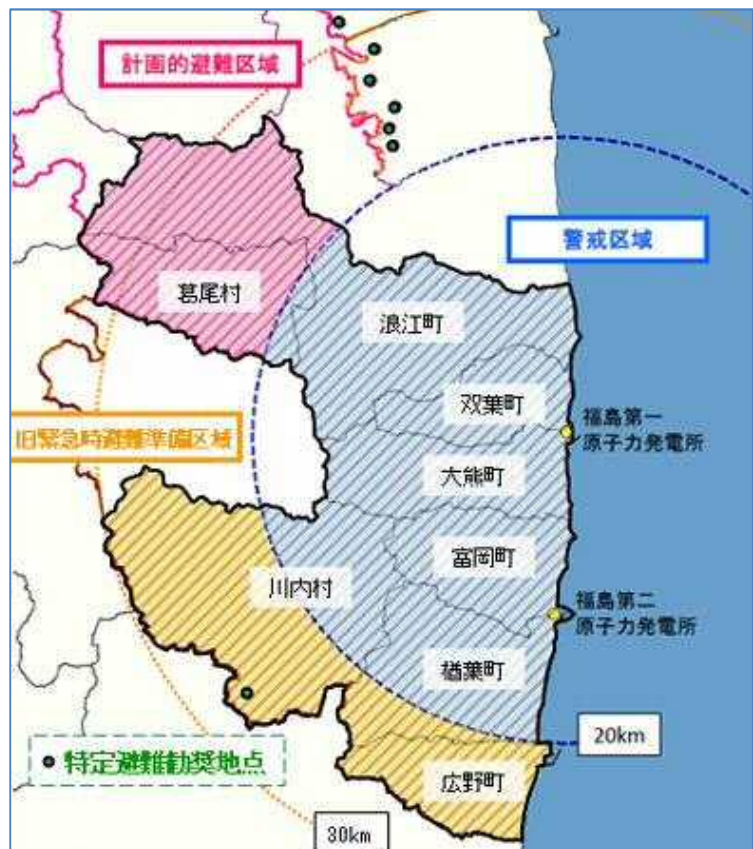 計画的避難区域
警戒区域
葛尾村
浪江町
双葉町
福島第一
原子力発電所
旧緊急時避難準備区域
大熊町
富岡町
川内村
福島第二
原子力発電所
楢葉町
20km
特定避難勧奨地点
広野町
30km